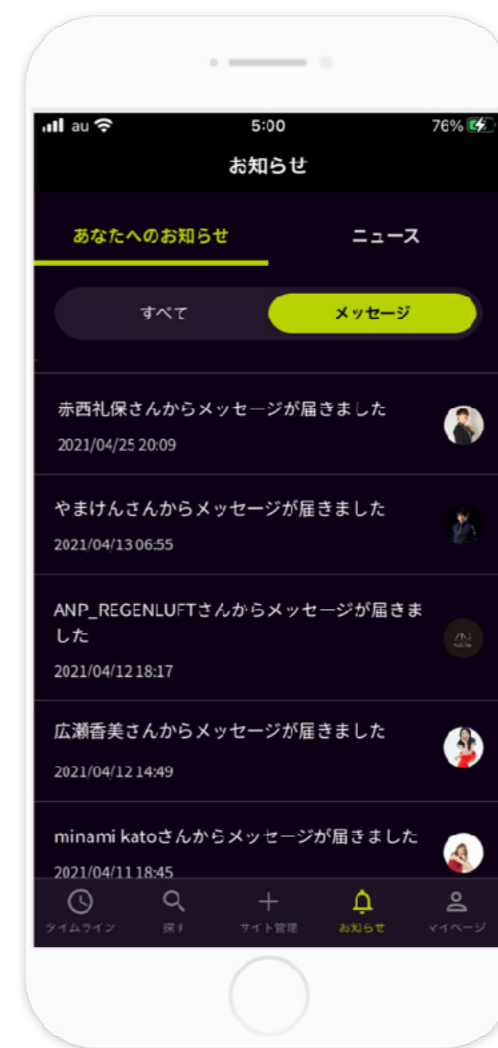 au 5:00 76%
お知らせ
あなたへのお知らせ ニュース
すべて メッセージ
赤西礼保さんからメッセージが届きました
2021/04/25 20:09
やまけんさんからメッセージが届きました
2021/04/13 06:55
ANP_REGENLUFTさんからメッセージが届きま
した
2021/04/12 18:17
広瀬香美さんからメッセージが届きました
2021/04/12 14:49
minami katoさんからメッセージが届きました
2021/04/11 18:45
タイムライン 探す サイト管理 お知らせ マイページ